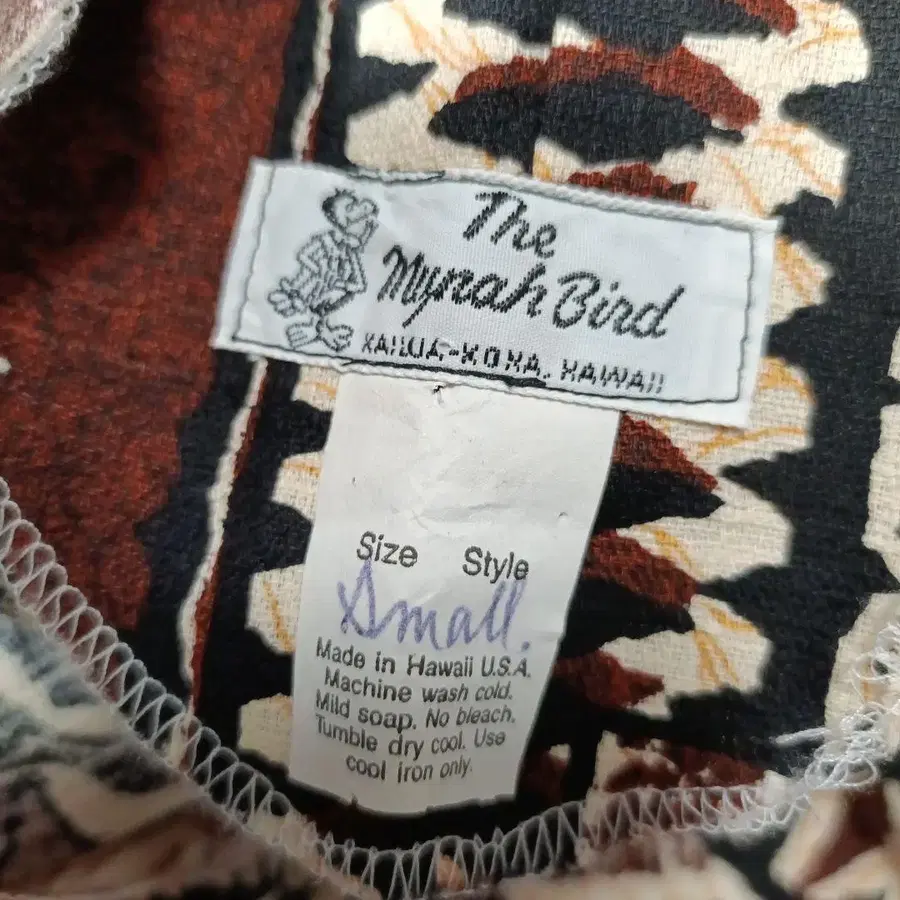 The
Mynah Bird
KAILUA-KONA, HAWAII
Size Style
Small.
Made in Hawaii U.S.A.
Machine wash cold.
Mild soap. No bleach.
Tumble dry cool. Use
cool iron only.